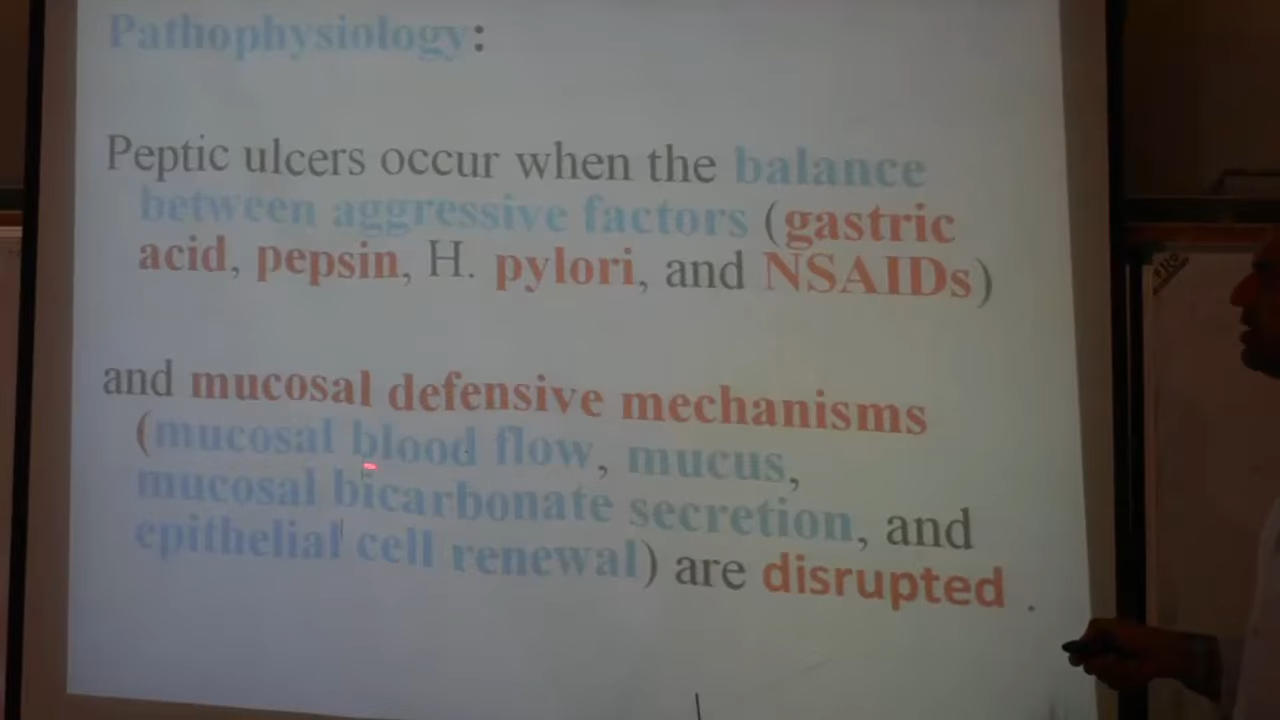 Pathophysiology:
Peptic ulcers occur when the balance
between aggressive factors (gastric
acid, pepsin, H. pylori, and NSAIDs)
and mucosal defensive mechanisms
(mucosal blood flow, mucus,
mucosal bicarbonate secretion, and
epithelial cell renewal) are disrupted .